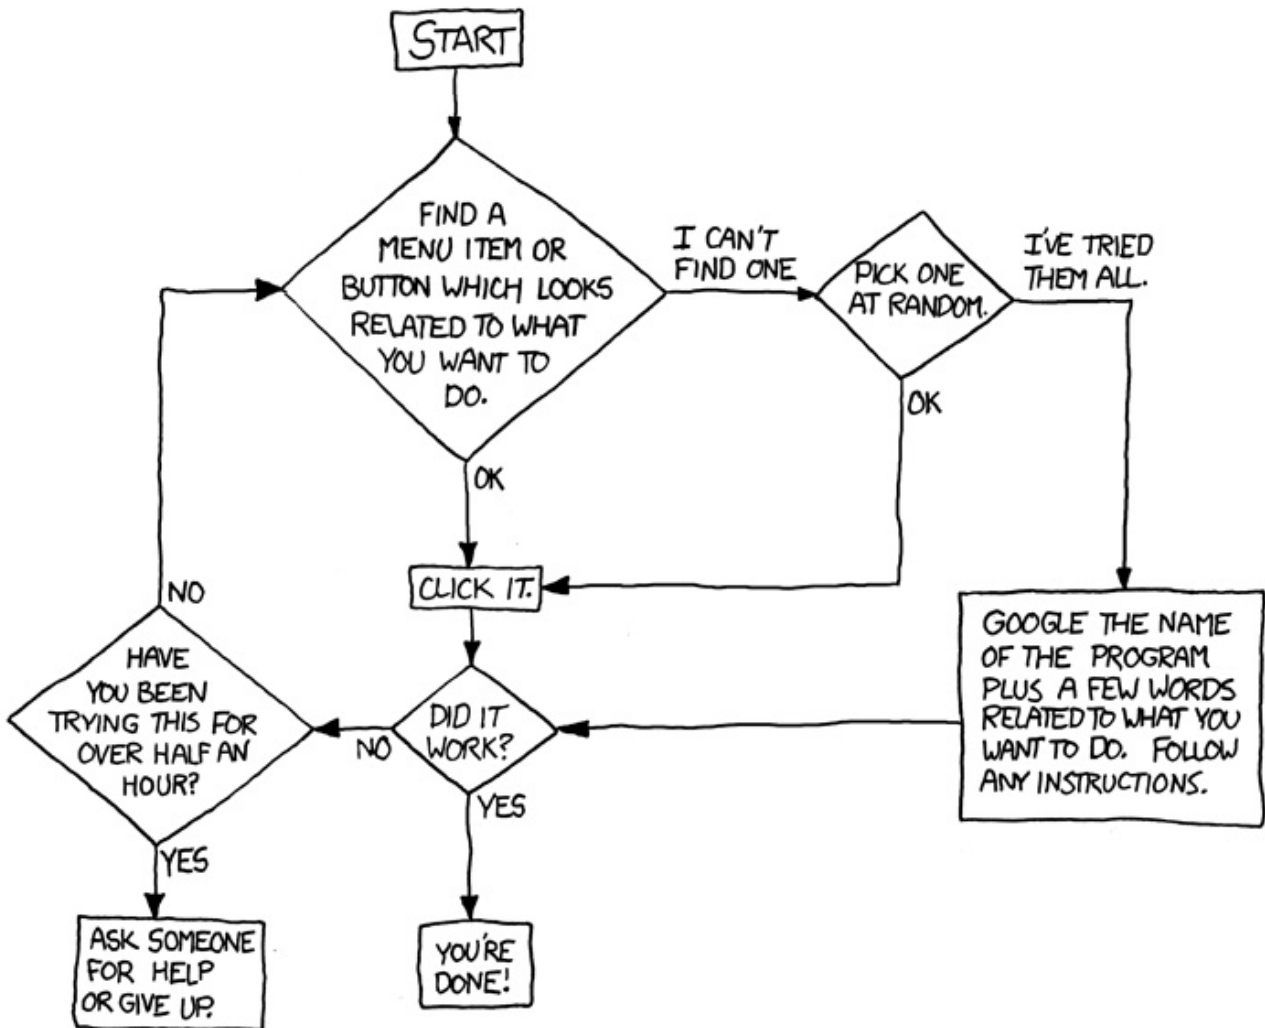 START
FIND A
MENU ITEM OR
BUTTON WHICH LOOKS
RELATED TO WHAT
YOU WANT TO
DO.
I CAN'T
FIND ONE
PICK ONE
AT RANDOM.
I'VE TRIED
THEM ALL.
OK
OK
CLICK IT.
NO
HAVE
YOU BEEN
TRYING THIS FOR
OVER HALF AN
HOUR?
NO
DID IT
WORK?
GOOGLE THE NAME
OF THE PROGRAM
PLUS A FEW WORDS
RELATED TO WHAT YOU
WANT TO DO. FOLLOW
ANY INSTRUCTIONS.
YES
YES
ASK SOMEONE
FOR HELP
OR GIVE UP.
YOU'RE
DONE!